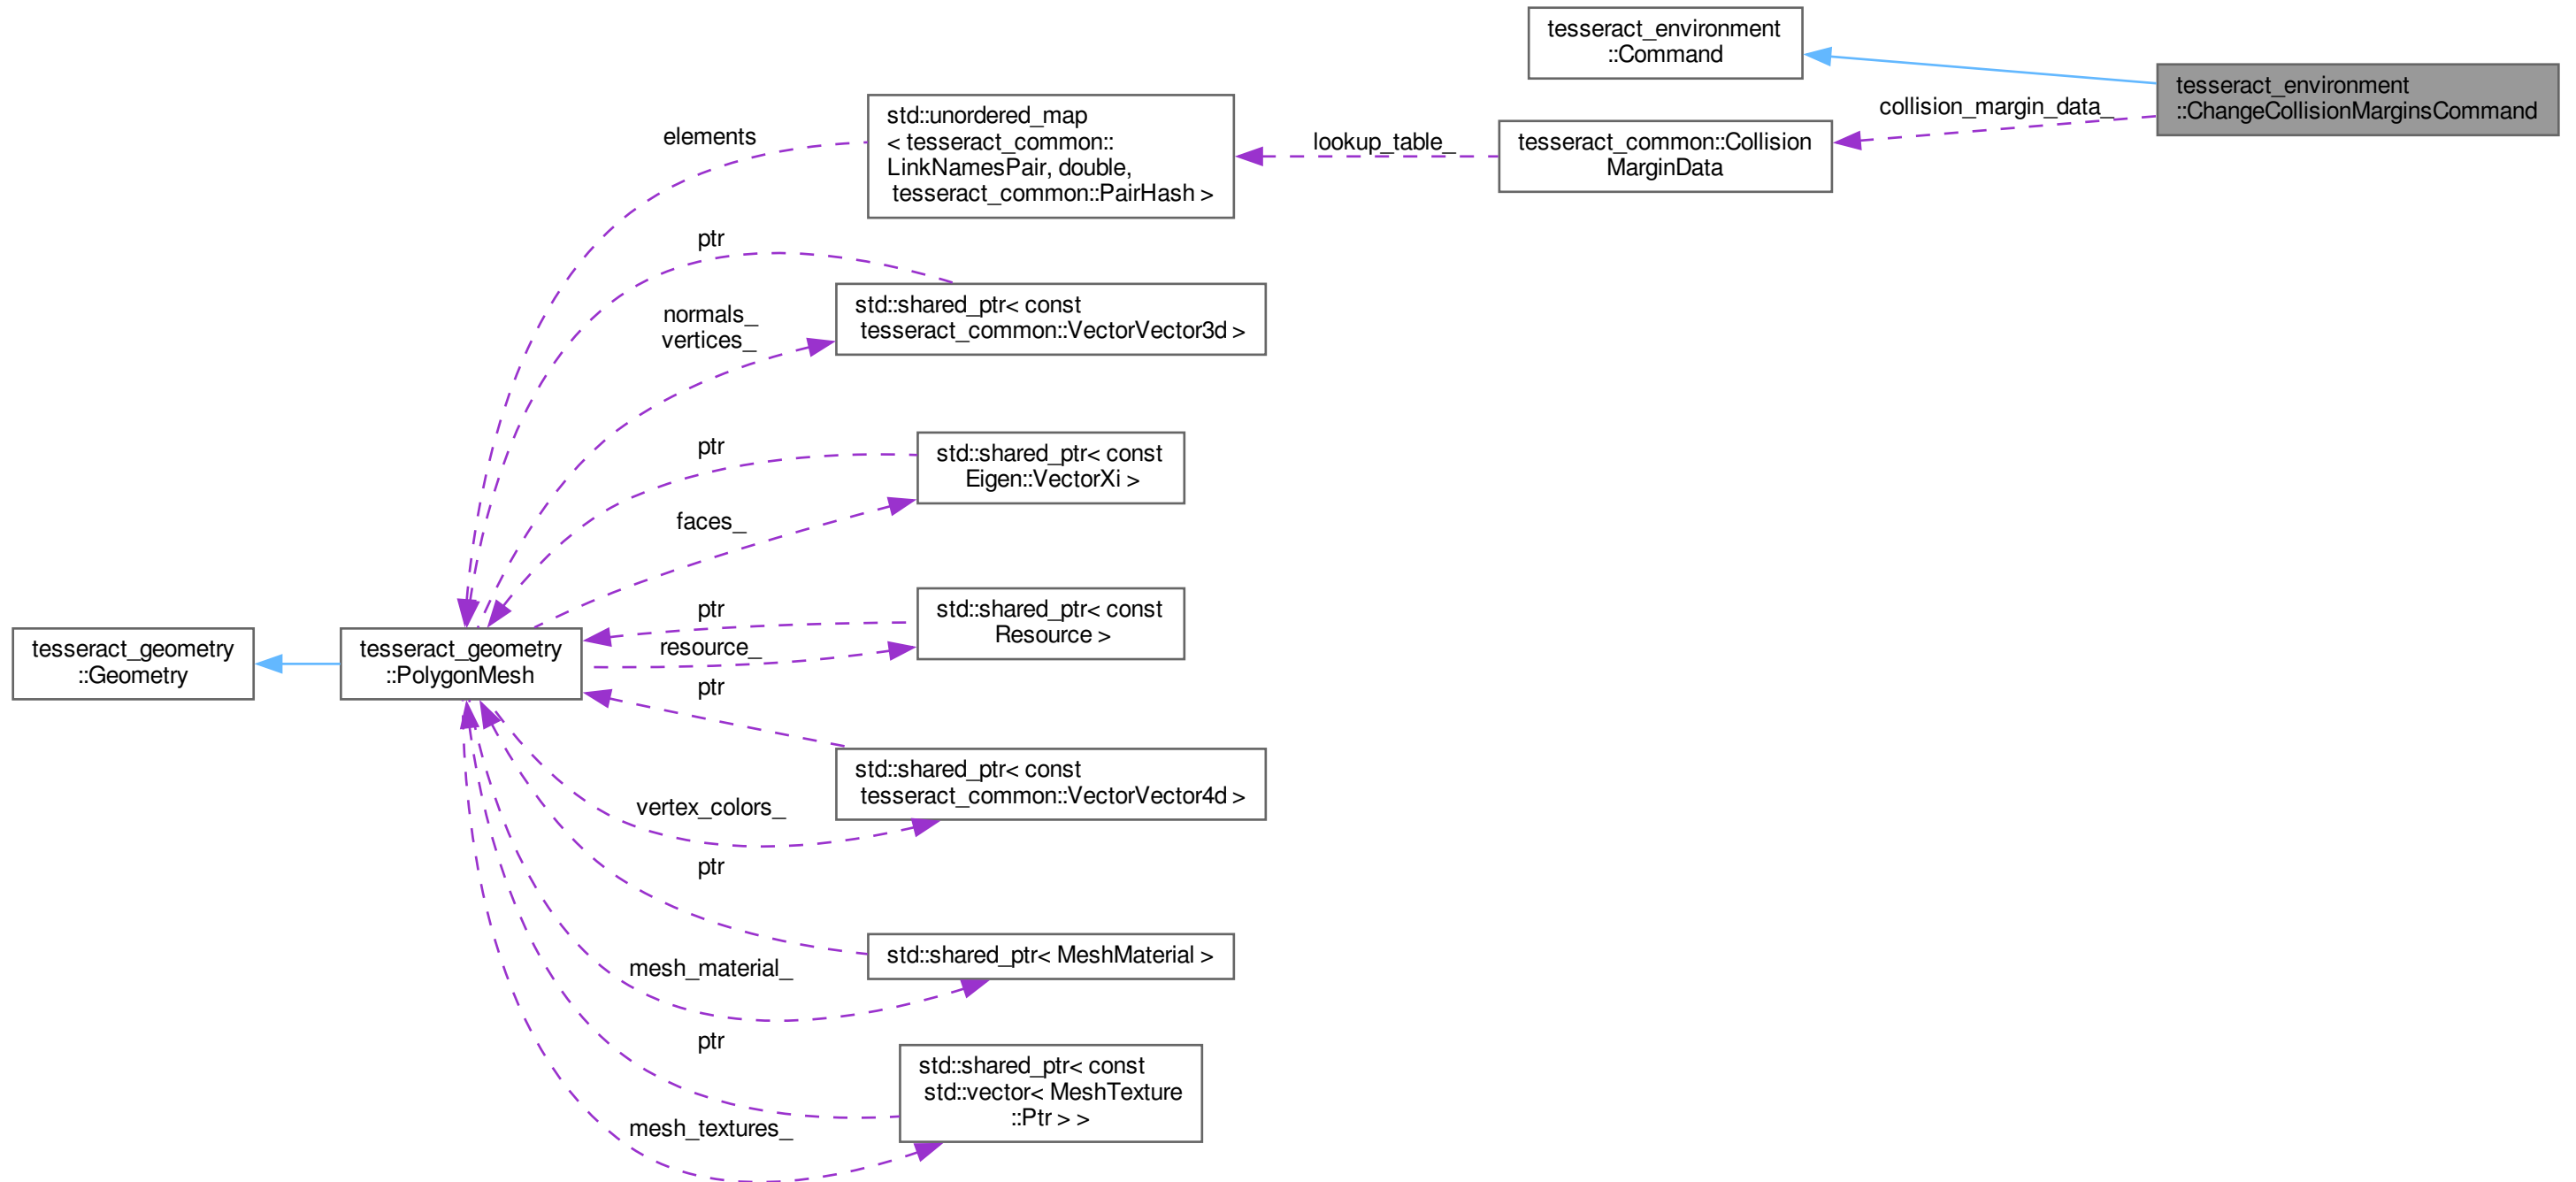 tesseract_environment
::Command
tesseract_environment
::ChangeCollisionMarginsCommand
collision_margin_data_
tesseract_common::Collision
MarginData
lookup_table_
std::unordered_map
< tesseract_common::
LinkNamesPair, double,
tesseract_common::PairHash >
elements
ptr
std::shared_ptr< const
tesseract_common::VectorVector3d >
normals_
vertices_
ptr
std::shared_ptr< const
Eigen::VectorXi >
faces_
ptr
std::shared_ptr< const
Resource >
resource_
tesseract_geometry
::Geometry
tesseract_geometry
::PolygonMesh
ptr
std::shared_ptr< const
tesseract_common::VectorVector4d >
vertex_colors_
ptr
std::shared_ptr< MeshMaterial >
mesh_material_
ptr
std::shared_ptr< const
std::vector< MeshTexture
::Ptr > >
mesh_textures_